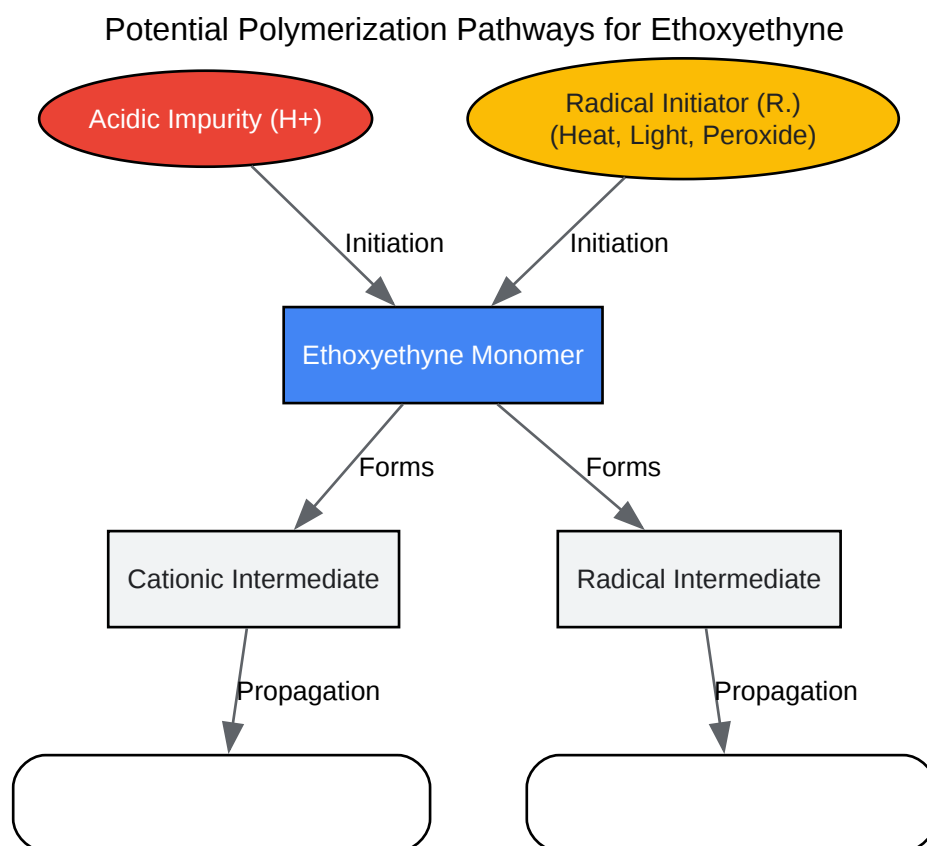 Potential Polymerization Pathways for Ethoxyethyne
Acidic Impurity (H+)
Radical Initiator (R.)
(Heat, Light, Peroxide)
Initiation
Initiation
Ethoxyethyne Monomer
Forms
Forms
Cationic Intermediate
Radical Intermediate
Propagation
Propagation